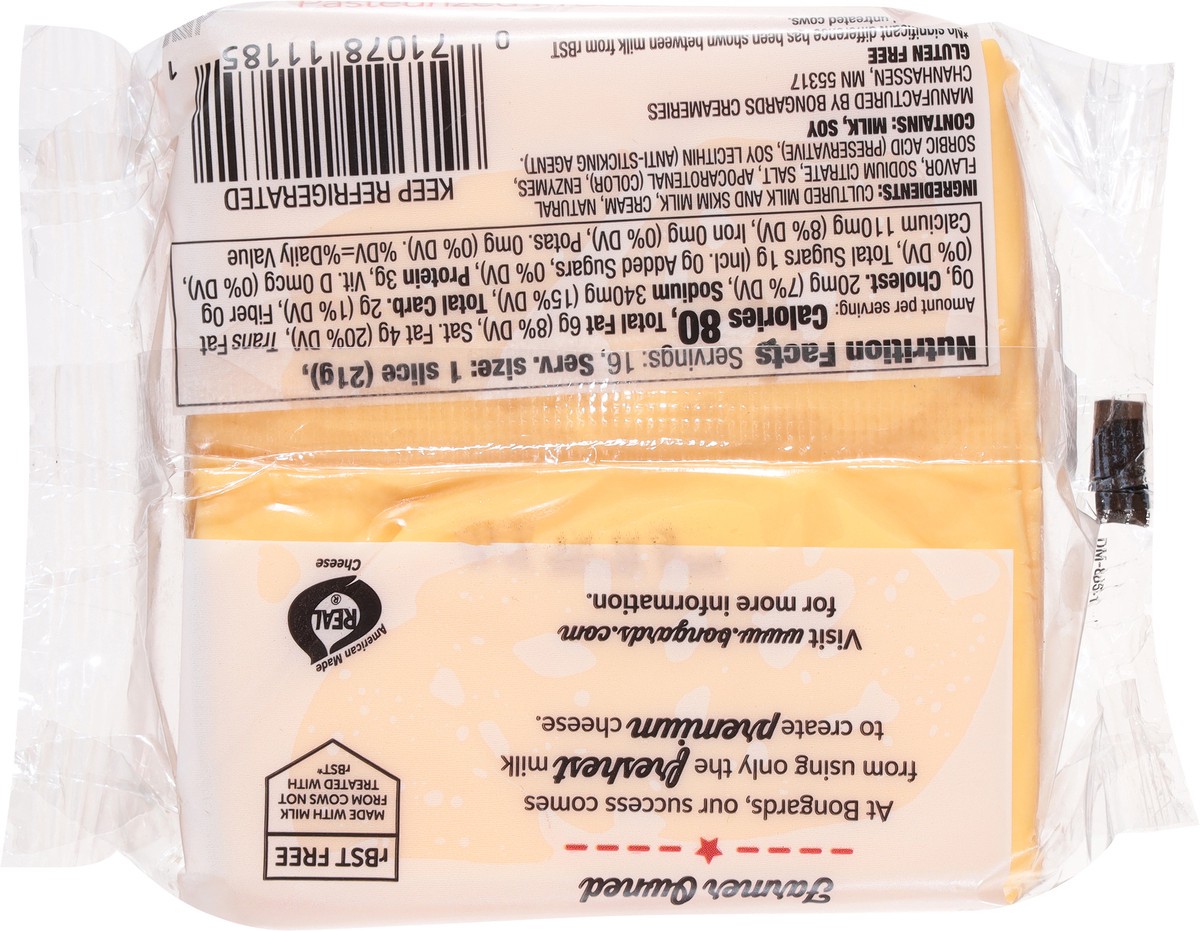 Farmer Owned
At Bongards, our success comes
from using only the freshest milk
to create premium cheese.
Visit www.bongards.com
for more information.
rBST FREE
MADE WITH MILK
FROM COWS NOT
TREATED WITH
rBST*
American Made
REAL
®
Cheese
Nutrition Facts Servings: 16, Serv. size: 1 slice (21g),
Amount per serving: Calories 80, Total Fat 6g (8% DV), Sat. Fat 4g (20% DV), Trans Fat
0g, Cholest. 20mg (7% DV), Sodium 340mg (15% DV), Total Carb. 2g (1% DV), Fiber 0g
(0% DV), Total Sugars 1g (Incl. 0g Added Sugars, 0% DV), Protein 3g, Vit. D 0mcg (0% DV),
Calcium 110mg (8% DV), Iron 0mg (0% DV), Potas. 0mg (0% DV). %DV=%Daily Value
INGREDIENTS: CULTURED MILK AND SKIM MILK, CREAM, NATURAL
FLAVOR, SODIUM CITRATE, SALT, APOCAROTENAL (COLOR), ENZYMES,
SORBIC ACID (PRESERVATIVE), SOY LECITHIN (ANTI-STICKING AGENT).
CONTAINS: MILK, SOY
MANUFACTURED BY BONGARDS CREAMERIES
CHANHASSEN, MN 55317
GLUTEN FREE
*No significant difference has been shown between milk from rBST
untreated cows.
KEEP REFRIGERATED
0 71078 11185 1
Pasteurized